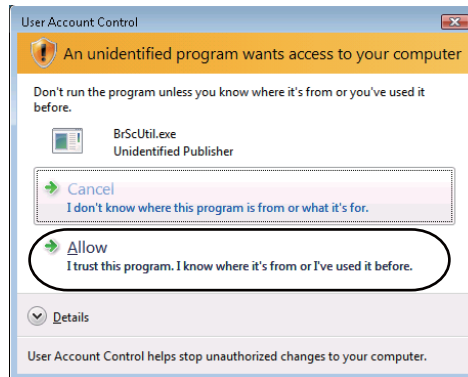 User Account Control
An unidentified program wants access to your computer
Don't run the program unless you know where it's from or you've used it
before.
BrScUtil.exe
Unidentified Publisher
Cancel
I don't know where this program is from or what it's for.
Allow
I trust this program. I know where it's from or I've used it before.
Details
User Account Control helps stop unauthorized changes to your computer.